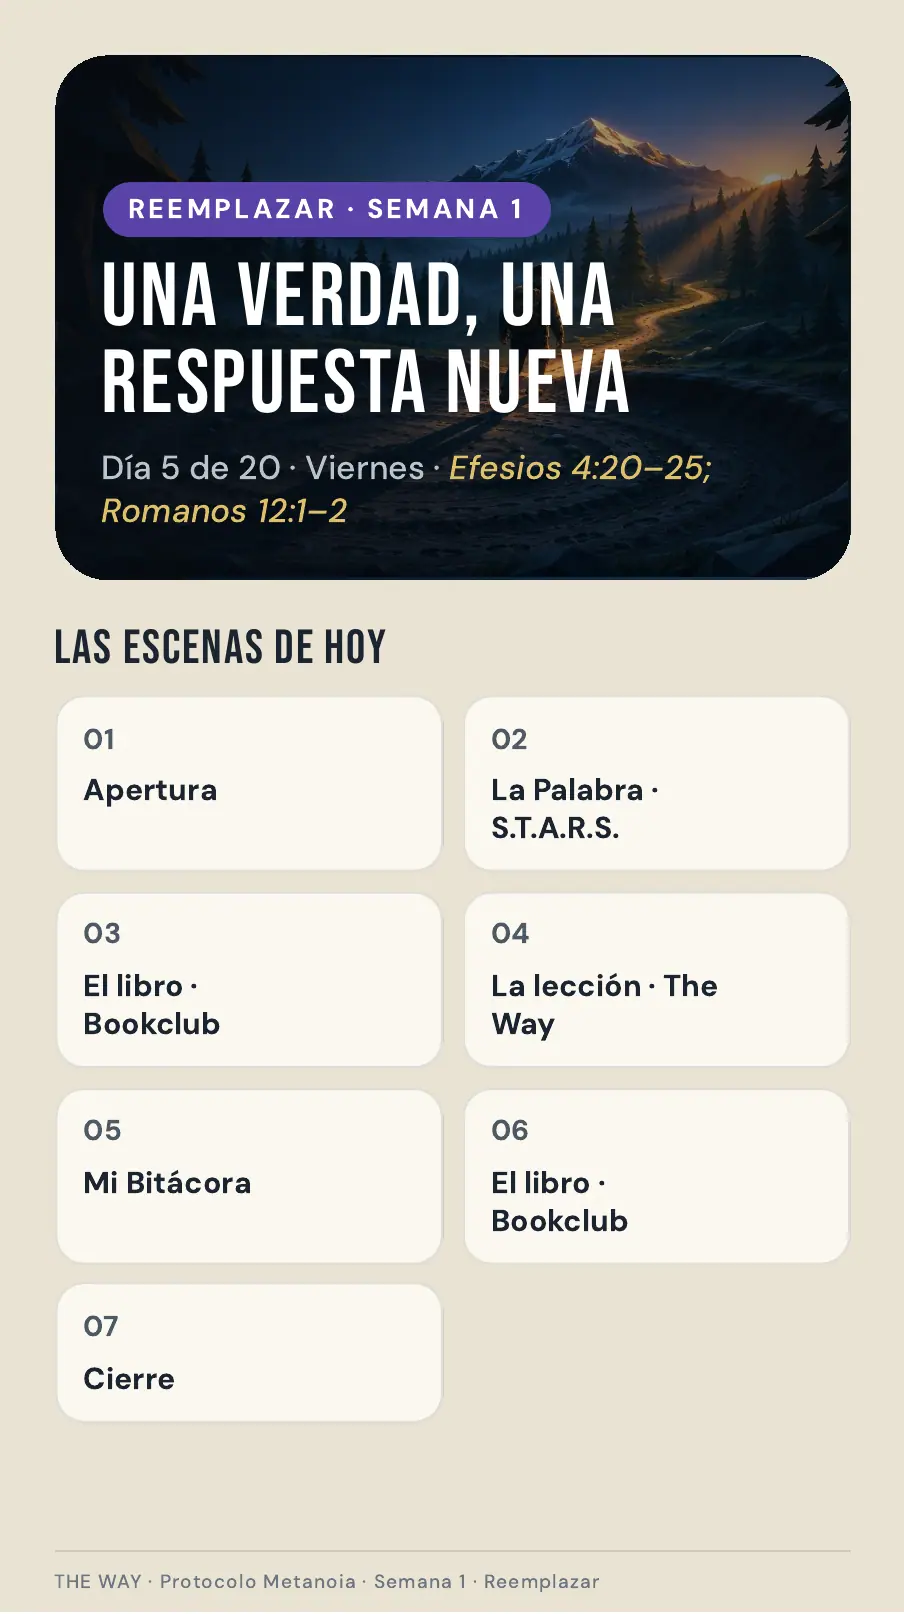 REEMPLAZAR · SEMANA 1
UNA VERDAD, UNA
RESPUESTA NUEVA
Día 5 de 20 · Viernes · Efesios 4:20–25;
Romanos 12:1–2
LAS ESCENAS DE HOY
01
Apertura
02
La Palabra ·
S.T.A.R.S.
03
El libro ·
Bookclub
04
La lección · The
Way
05
Mi Bitácora
06
El libro ·
Bookclub
07
Cierre
THE WAY · Protocolo Metanoia · Semana 1 · Reemplazar